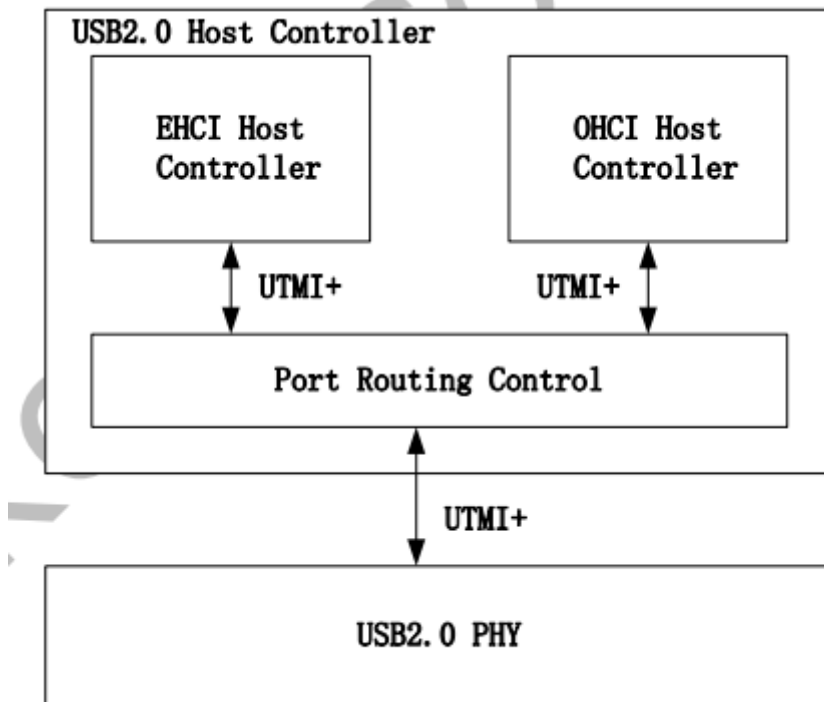 USB2.0 Host Controller
EHCI Host
Controller
OHCI Host
Controller
UTMI+
UTMI+
Port Routing Control
UTMI+
USB2.0 PHY